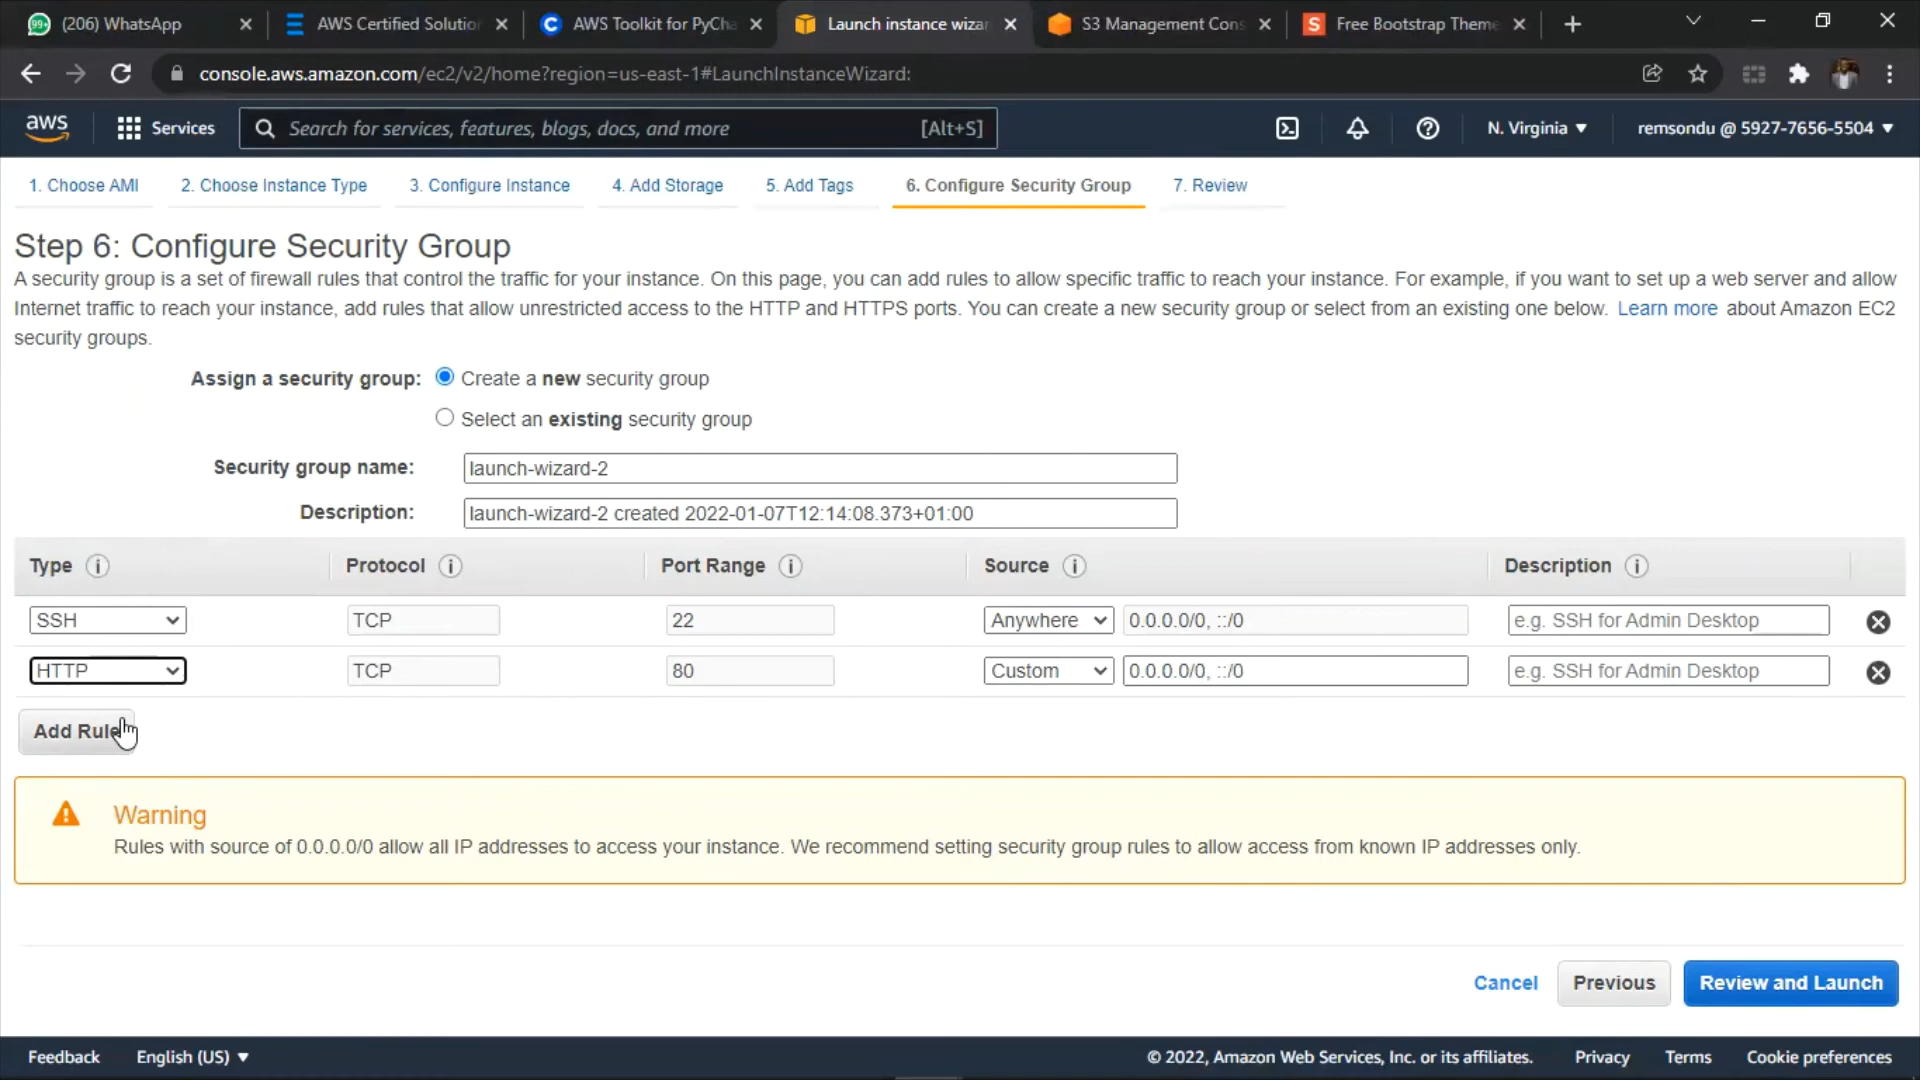 99+ (206) WhatsApp
AWS Certified Solutio
AWS Toolkit for PyCha
Launch instance wizar
S3 Management Cons
Free Bootstrap Theme
console.aws.amazon.com/ec2/v2/home?region=us-east-1#LaunchInstanceWizard:
aws
Services
Search for services, features, blogs, docs, and more [Alt+S]
N. Virginia
remsondu @ 5927-7656-5504
1. Choose AMI
2. Choose Instance Type
3. Configure Instance
4. Add Storage
5. Add Tags
6. Configure Security Group
7. Review
Step 6: Configure Security Group
A security group is a set of firewall rules that control the traffic for your instance. On this page, you can add rules to allow specific traffic to reach your instance. For example, if you want to set up a web server and allow
Internet traffic to reach your instance, add rules that allow unrestricted access to the HTTP and HTTPS ports. You can create a new security group or select from an existing one below. Learn more about Amazon EC2
security groups.
Assign a security group: Create a new security group
Select an existing security group
Security group name: launch-wizard-2
Description: launch-wizard-2 created 2022-01-07T12:14:08.373+01:00
Type Protocol Port Range Source Description
SSH TCP 22 Anywhere 0.0.0.0/0, ::/0 e.g. SSH for Admin Desktop
HTTP TCP 80 Custom 0.0.0.0/0, ::/0 e.g. SSH for Admin Desktop
Add Rule
Warning
Rules with source of 0.0.0.0/0 allow all IP addresses to access your instance. We recommend setting security group rules to allow access from known IP addresses only.
Cancel Previous Review and Launch
Feedback English (US) © 2022, Amazon Web Services, Inc. or its affiliates. Privacy Terms Cookie preferences